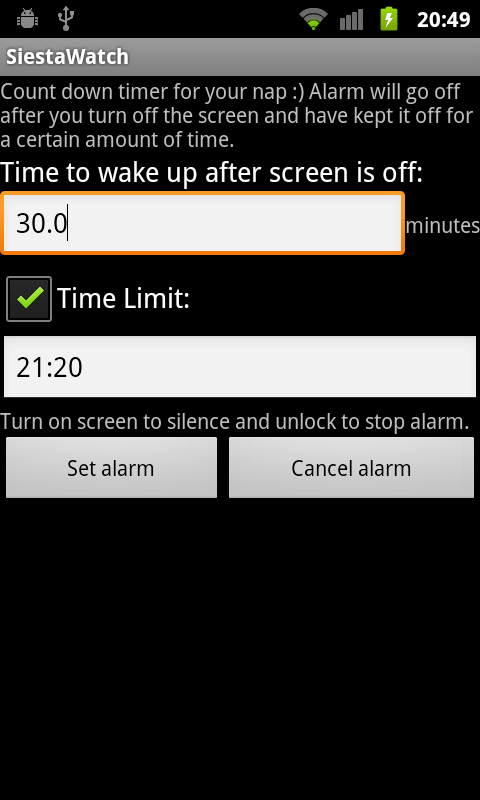 20:49
SiestaWatch
Count down timer for your nap :) Alarm will go off
after you turn off the screen and have kept it off for
a certain amount of time.
Time to wake up after screen is off:
30.0 minutes
Time Limit:
21:20
Turn on screen to silence and unlock to stop alarm.
Set alarm Cancel alarm